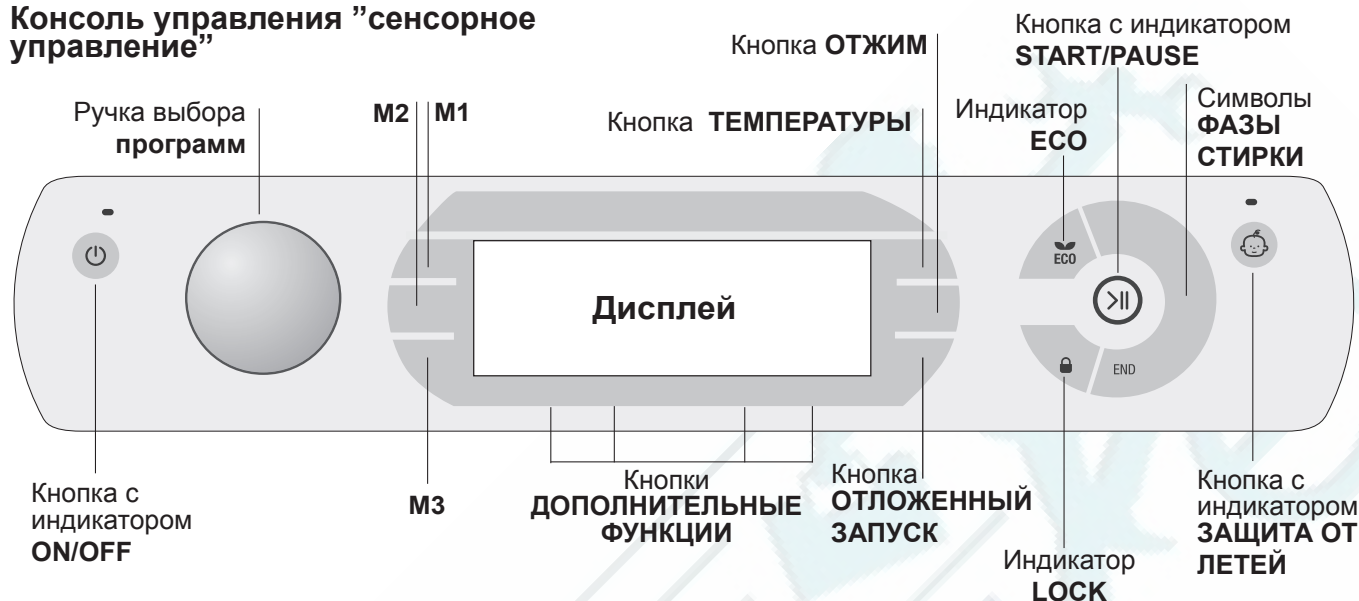 Консоль управления ”сенсорное
управление”
Кнопка с индикатором
START/PAUSE
Кнопка ОТЖИМ
Ручка выбора
программ
M2 M1
Кнопка ТЕМПЕРАТУРЫ
Индикатор
ECO
Символы
ФАЗЫ
СТИРКИ
ECO
Дисплей
END
Кнопка с
индикатором
ON/OFF
M3
Кнопки
ДОПОЛНИТЕЛЬНЫЕ
ФУНКЦИИ
Кнопка
ОТЛОЖЕННЫЙ
ЗАПУСК
Индикатор
LOCK
Кнопка с
индикатором
ЗАЩИТА ОТ
ЛЕТЕЙ